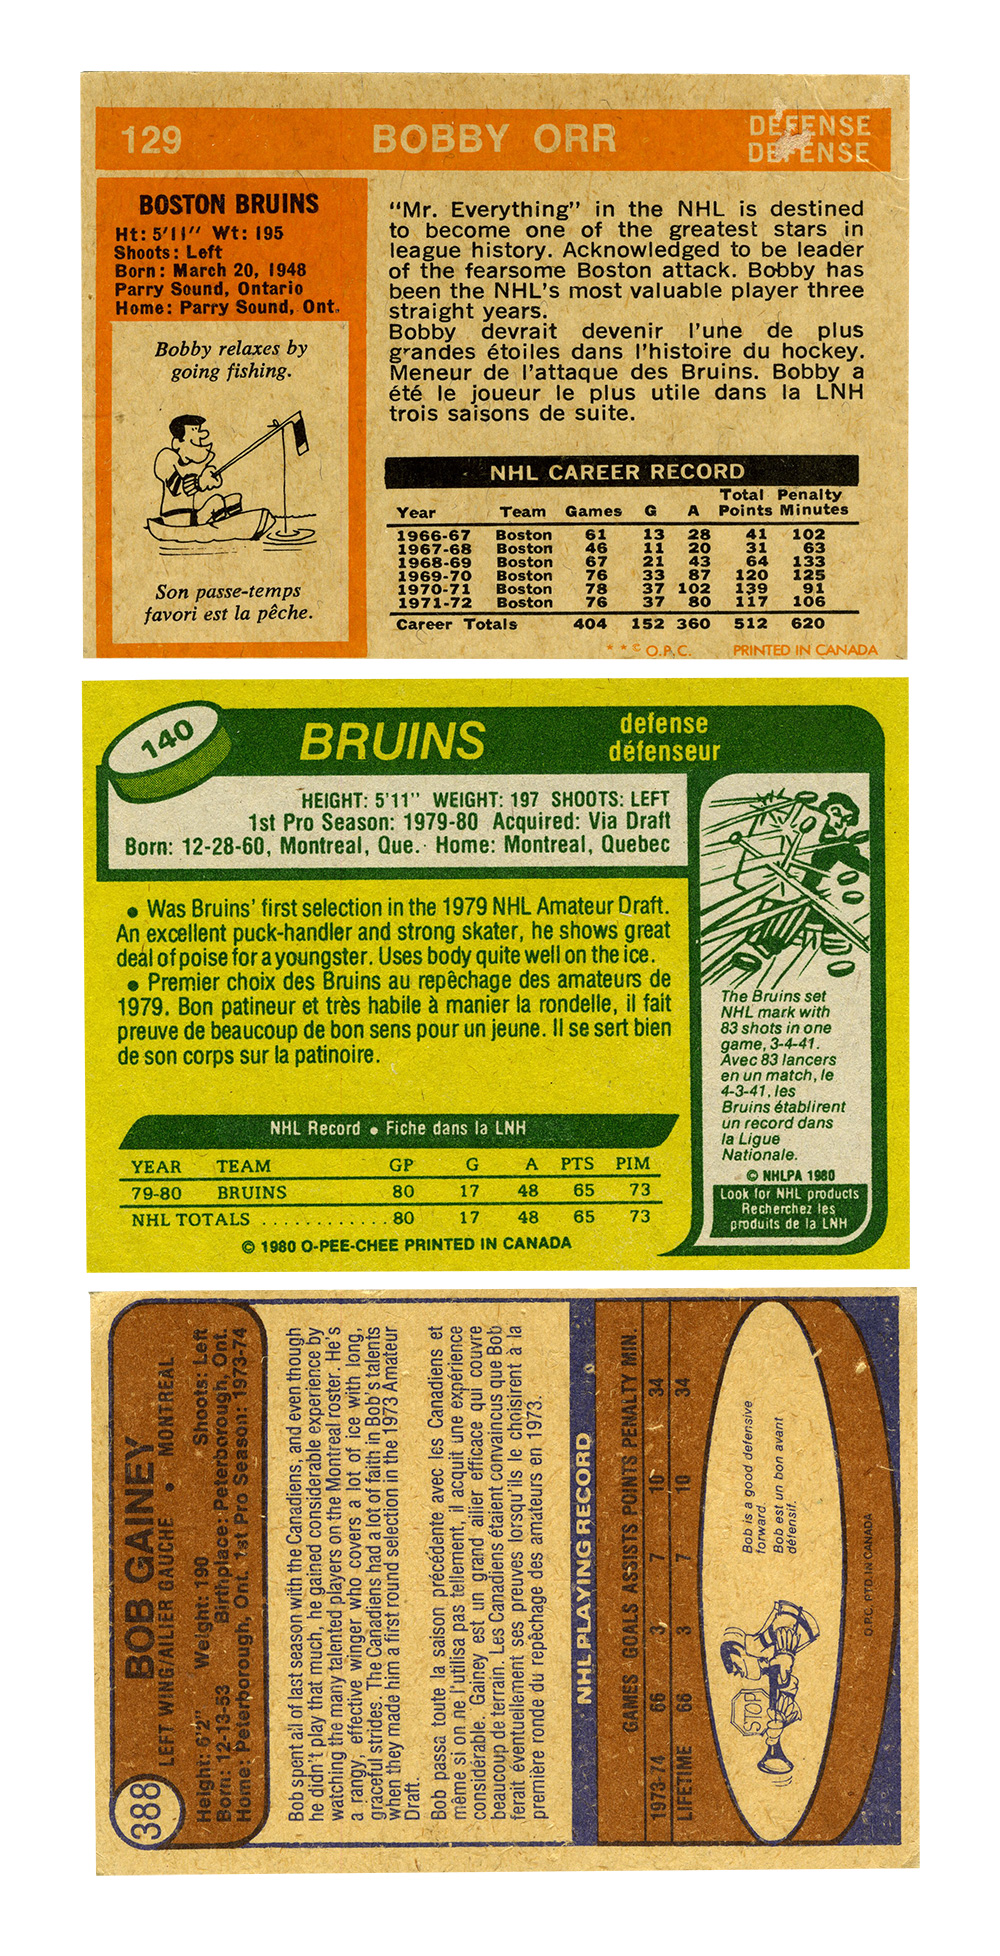 129 BOBBY ORR DEFENSE
DEFENSE
BOSTON BRUINS
Ht: 5'11" Wt: 195
Shoots: Left
Born: March 20, 1948
Parry Sound, Ontario
Home: Parry Sound, Ont.
Bobby relaxes by
going fishing.
Son passe-temps
favori est la pêche.
"Mr. Everything" in the NHL is destined
to become one of the greatest stars in
league history. Acknowledged to be leader
of the fearsome Boston attack. Bobby has
been the NHL's most valuable player three
straight years.
Bobby devrait devenir l'une de plus
grandes étoiles dans l'histoire du hockey.
Meneur de l'attaque des Bruins. Bobby a
été le joueur le plus utile dans la LNH
trois saisons de suite.
NHL CAREER RECORD
Year Team Games G A Total Points Penalty Minutes
1966-67 Boston 61 13 28 41 102
1967-68 Boston 46 11 20 31 63
1968-69 Boston 67 21 43 64 133
1969-70 Boston 76 33 87 120 125
1970-71 Boston 78 37 102 139 91
1971-72 Boston 76 37 80 117 106
Career Totals 404 152 360 512 620
* * © O.P.C. PRINTED IN CANADA
140 BRUINS defense
défenseur
HEIGHT: 5'11" WEIGHT: 197 SHOOTS: LEFT
1st Pro Season: 1979-80 Acquired: Via Draft
Born: 12-28-60, Montreal, Que. Home: Montreal, Quebec
• Was Bruins' first selection in the 1979 NHL Amateur Draft.
An excellent puck-handler and strong skater, he shows great
deal of poise for a youngster. Uses body quite well on the ice.
• Premier choix des Bruins au repêchage des amateurs de
1979. Bon patineur et très habile à manier la rondelle, il fait
preuve de beaucoup de bon sens pour un jeune. Il se sert bien
de son corps sur la patinoire.
NHL Record • Fiche dans la LNH
YEAR TEAM GP G A PTS PIM
79-80 BRUINS 80 17 48 65 73
NHL TOTALS ............ 80 17 48 65 73
© 1980 O-PEE-CHEE PRINTED IN CANADA
The Bruins set
NHL mark with
83 shots in one
game, 3-4-41.
Avec 83 lancers
en un match, le
4-3-41, les
Bruins établirent
un record dans
la Ligue
Nationale.
© NHLPA 1980
Look for NHL products
Recherchez les
produits de la LNH
388 BOB GAINEY
LEFT WING/AILIER GAUCHE • MONTREAL
Height: 6'2" Weight: 190 Shoots: Left
Born: 12-13-53 Birthplace: Peterborough, Ont.
Home: Peterborough, Ont. 1st Pro Season: 1973-74
Bob spent all of last season with the Canadiens, and even though
he didn't play that much, he gained considerable experience by
watching the many talented players on the Montreal roster. He's
a rangy, effective winger who covers a lot of ice with long,
graceful strides. The Canadiens had a lot of faith in Bob's talents
when they made him a first round selection in the 1973 Amateur
Draft.
Bob passa toute la saison précédente avec les Canadiens et
même si on ne l'utilisa pas tellement, il acquit une expérience
considérable. Gainey est un grand ailier efficace qui couvre
beaucoup de terrain. Les Canadiens étaient convaincus que Bob
ferait éventuellement ses preuves lorsqu'ils le choisirent à la
première ronde du repêchage des amateurs en 1973.
NHL PLAYING RECORD
GAMES GOALS ASSISTS POINTS PENALTY MIN.
1973-74 66 3 7 10 34
LIFETIME 66 3 7 10 34
STOP
Bob is a good defensive
forward.
Bob est un bon avant
défensif.
O.P.C. PTD. IN CANADA